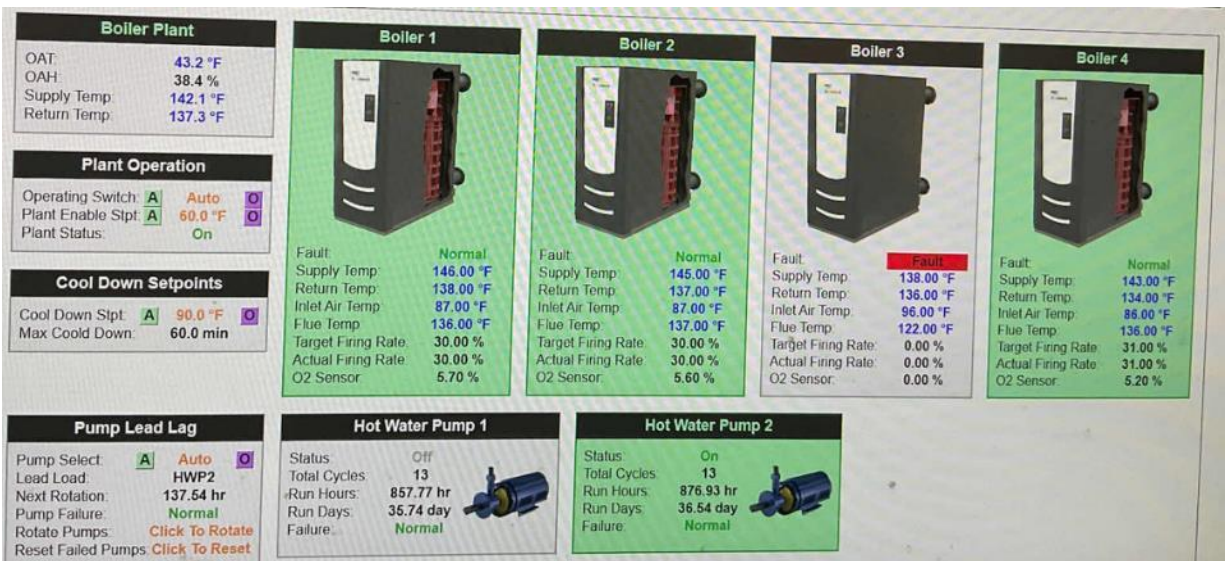 Boiler Plant
OAT: 43.2 °F
OAH: 38.4 %
Supply Temp: 142.1 °F
Return Temp: 137.3 °F
Plant Operation
Operating Switch: A Auto O
Plant Enable Stpt: A 60.0 °F O
Plant Status: On
Cool Down Setpoints
Cool Down Stpt: A 90.0 °F O
Max Coold Down: 60.0 min
Boiler 1
Fault: Normal
Supply Temp: 146.00 °F
Return Temp: 138.00 °F
Inlet Air Temp: 87.00 °F
Flue Temp: 136.00 °F
Target Firing Rate: 30.00 %
Actual Firing Rate: 30.00 %
O2 Sensor: 5.70 %
Boiler 2
Fault: Normal
Supply Temp: 145.00 °F
Return Temp: 137.00 °F
Inlet Air Temp: 87.00 °F
Flue Temp: 137.00 °F
Target Firing Rate: 30.00 %
Actual Firing Rate: 30.00 %
O2 Sensor: 5.60 %
Boiler 3
Fault: Fault
Supply Temp: 138.00 °F
Return Temp: 136.00 °F
Inlet Air Temp: 96.00 °F
Flue Temp: 122.00 °F
Target Firing Rate: 0.00 %
Actual Firing Rate: 0.00 %
O2 Sensor: 0.00 %
Boiler 4
Fault: Normal
Supply Temp: 143.00 °F
Return Temp: 134.00 °F
Inlet Air Temp: 86.00 °F
Flue Temp: 136.00 °F
Target Firing Rate: 31.00 %
Actual Firing Rate: 31.00 %
O2 Sensor: 5.20 %
Pump Lead Lag
Pump Select: A Auto O
Lead Load: HWP2
Next Rotation: 137.54 hr
Pump Failure: Normal
Rotate Pumps: Click To Rotate
Reset Failed Pumps: Click To Reset
Hot Water Pump 1
Status: Off
Total Cycles: 13
Run Hours: 857.77 hr
Run Days: 35.74 day
Failure: Normal
Hot Water Pump 2
Status: On
Total Cycles: 13
Run Hours: 876.93 hr
Run Days: 36.54 day
Failure: Normal